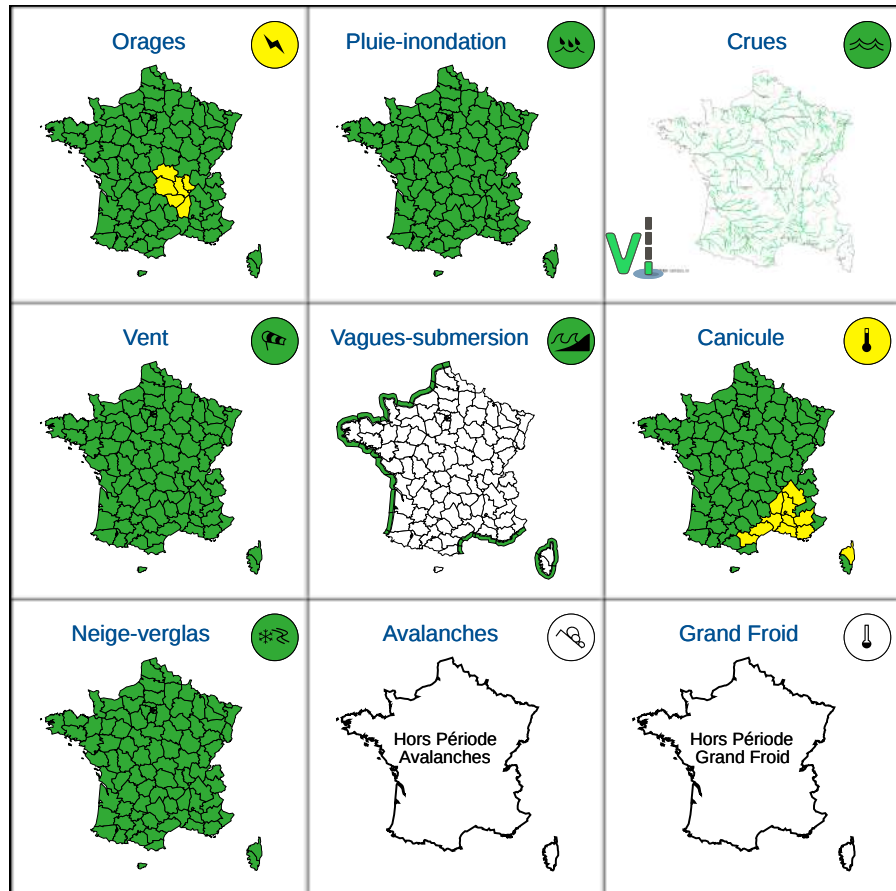 Orages
Pluie-inondation
Crues
Vent
Vagues-submersion
Canicule
Neige-verglas
Avalanches
Grand Froid
Hors Période
Avalanches
Hors Période
Grand Froid